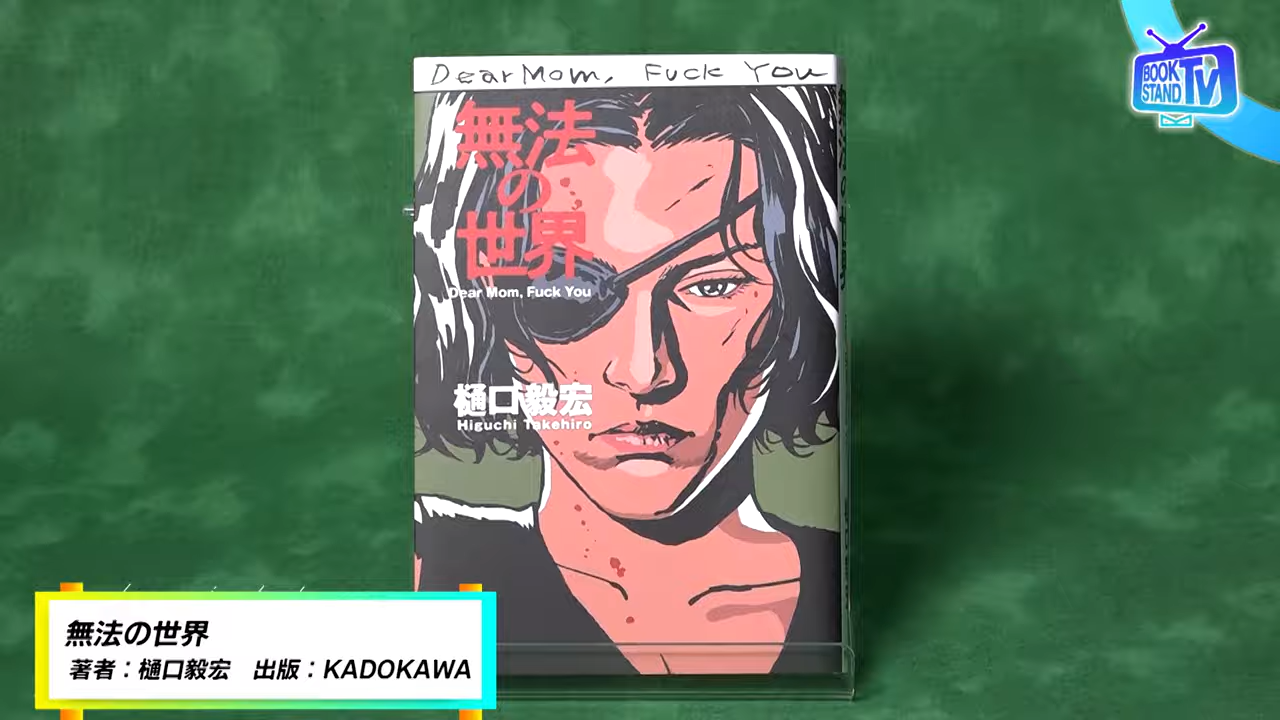 Dear Mom, Fuck You
BOOK
STAND
TV
無法
の
世界
Dear Mom, Fuck You
樋口毅宏
Higuchi Takehiro
無法の世界
著者：樋口毅宏　出版：KADOKAWA